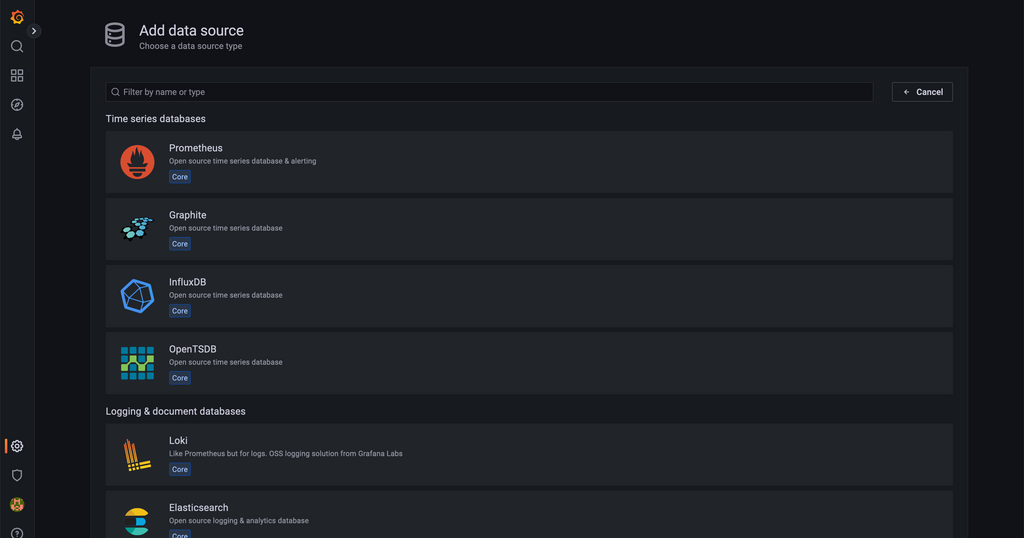 Add data source
Choose a data source type
Filter by name or type
Cancel
Time series databases
Prometheus
Open source time series database & alerting
Core
Graphite
Open source time series database
Core
InfluxDB
Open source time series database
Core
OpenTSDB
Open source time series database
Core
Logging & document databases
Loki
Like Prometheus but for logs. OSS logging solution from Grafana Labs
Core
Elasticsearch
Open source logging & analytics database
Core